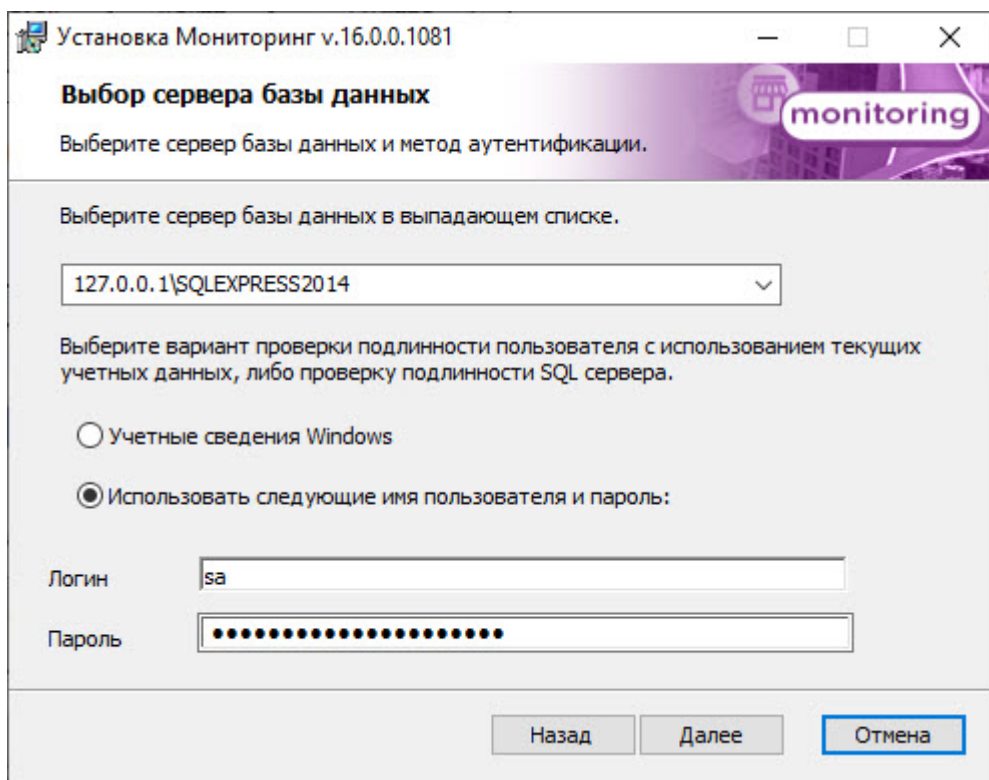 Установка Мониторинг v.16.0.0.1081
Выбор сервера базы данных
monitoring
Выберите сервер базы данных и метод аутентификации.
Выберите сервер базы данных в выпадающем списке.
127.0.0.1\SQLEXPRESS2014
Выберите вариант проверки подлинности пользователя с использованием текущих
учетных данных, либо проверку подлинности SQL сервера.
Учетные сведения Windows
Использовать следующие имя пользователя и пароль:
Логин sa
Пароль
Назад Далее Отмена